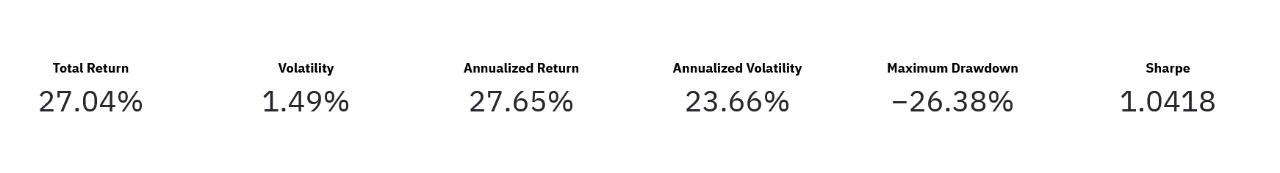 Total Return Volatility Annualized Return Annualized Volatility Maximum Drawdown Sharpe
27.04% 1.49% 27.65% 23.66% −26.38% 1.0418